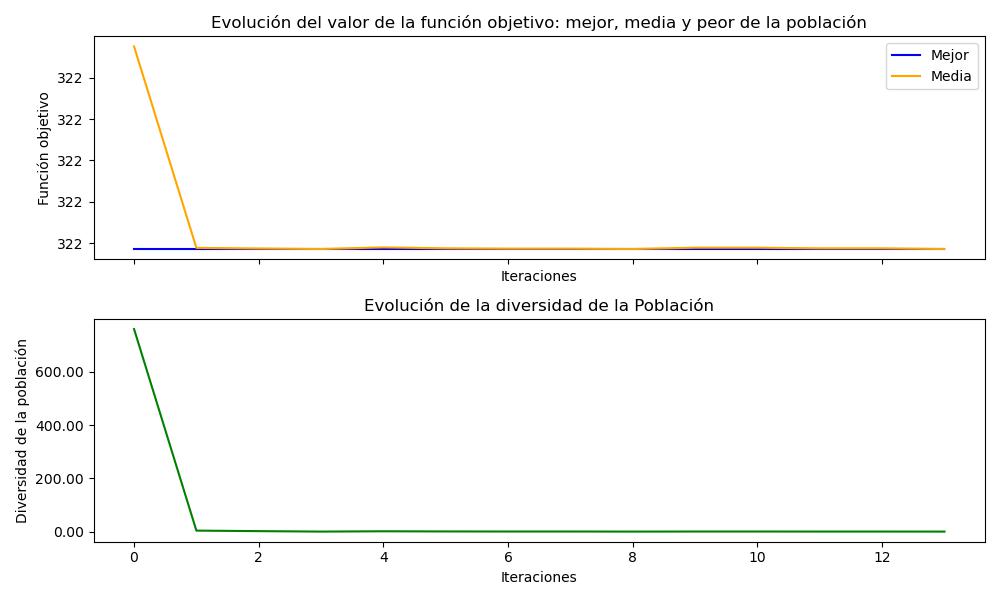 Evolución del valor de la función objetivo: mejor, media y peor de la población
Función objetivo
322
322
322
322
322
Mejor
Media
Iteraciones
Evolución de la diversidad de la Población
Diversidad de la población
600.00
400.00
200.00
0.00
0 2 4 6 8 10 12
Iteraciones